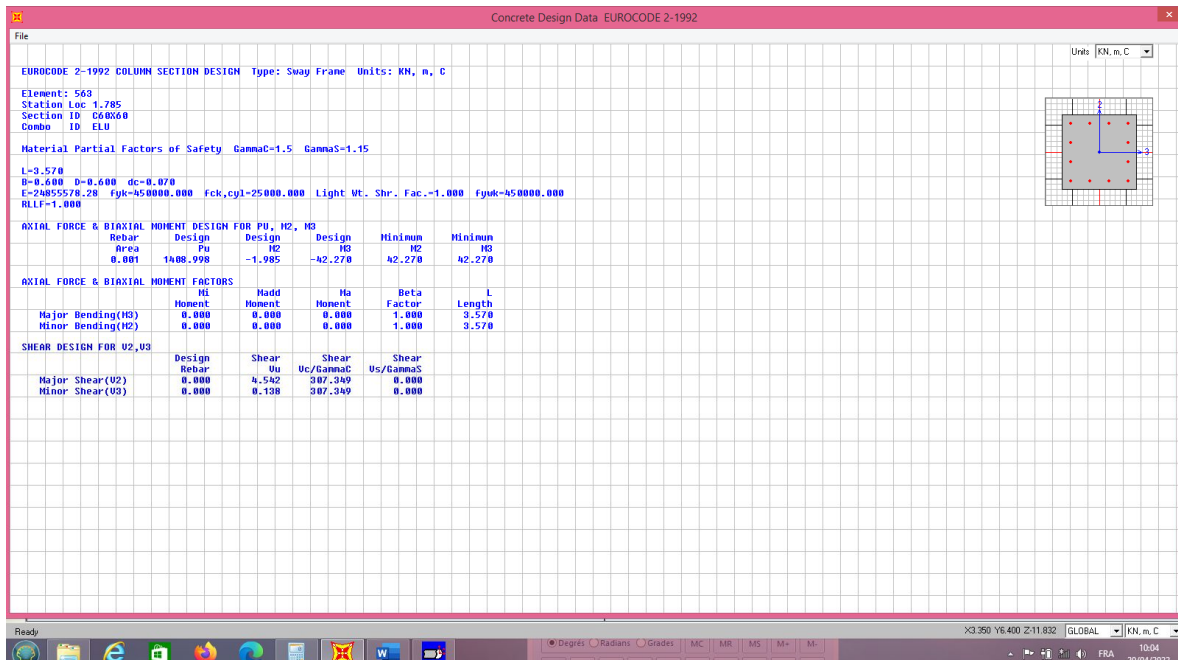 Concrete Design Data EUROCODE 2-1992
File
Units KN, m, C
EUROCODE 2-1992 COLUMN SECTION DESIGN Type: Sway Frame Units: KN, m, C
Element: 563
Station Loc 1.785
Section ID C60X60
Combo ID ELU
Material Partial Factors of Safety GammaC=1.5 GammaS=1.15
L=3.570
B=0.600 D=0.600 dc=0.070
E=24855578.28 fyk=450000.000 fck,cyl=25000.000 Light Wt. Shr. Fac.=1.000 fywk=450000.000
RLLF=1.000
AXIAL FORCE & BIAXIAL MOMENT DESIGN FOR PU, M2, M3
Rebar Design Design Design Minimum Minimum
Area Pu M2 M3 M2 M3
0.001 1408.998 -1.985 -42.270 42.270 42.270
AXIAL FORCE & BIAXIAL MOMENT FACTORS
Mi Madd Ma Beta L
Moment Moment Moment Factor Length
Major Bending(M3) 0.000 0.000 0.000 1.000 3.570
Minor Bending(M2) 0.000 0.000 0.000 1.000 3.570
SHEAR DESIGN FOR V2,V3
Design Shear Shear Shear
Rebar Vu Vc/GammaC Vs/GammaS
Major Shear(V2) 0.000 4.542 307.349 0.000
Minor Shear(V3) 0.000 0.138 307.349 0.000
2
3
Ready
X3.350 Y6.400 Z-11.832 GLOBAL KN, m, C
Degrés Radians Grades MC MR MS M+ M-
FRA
10:04